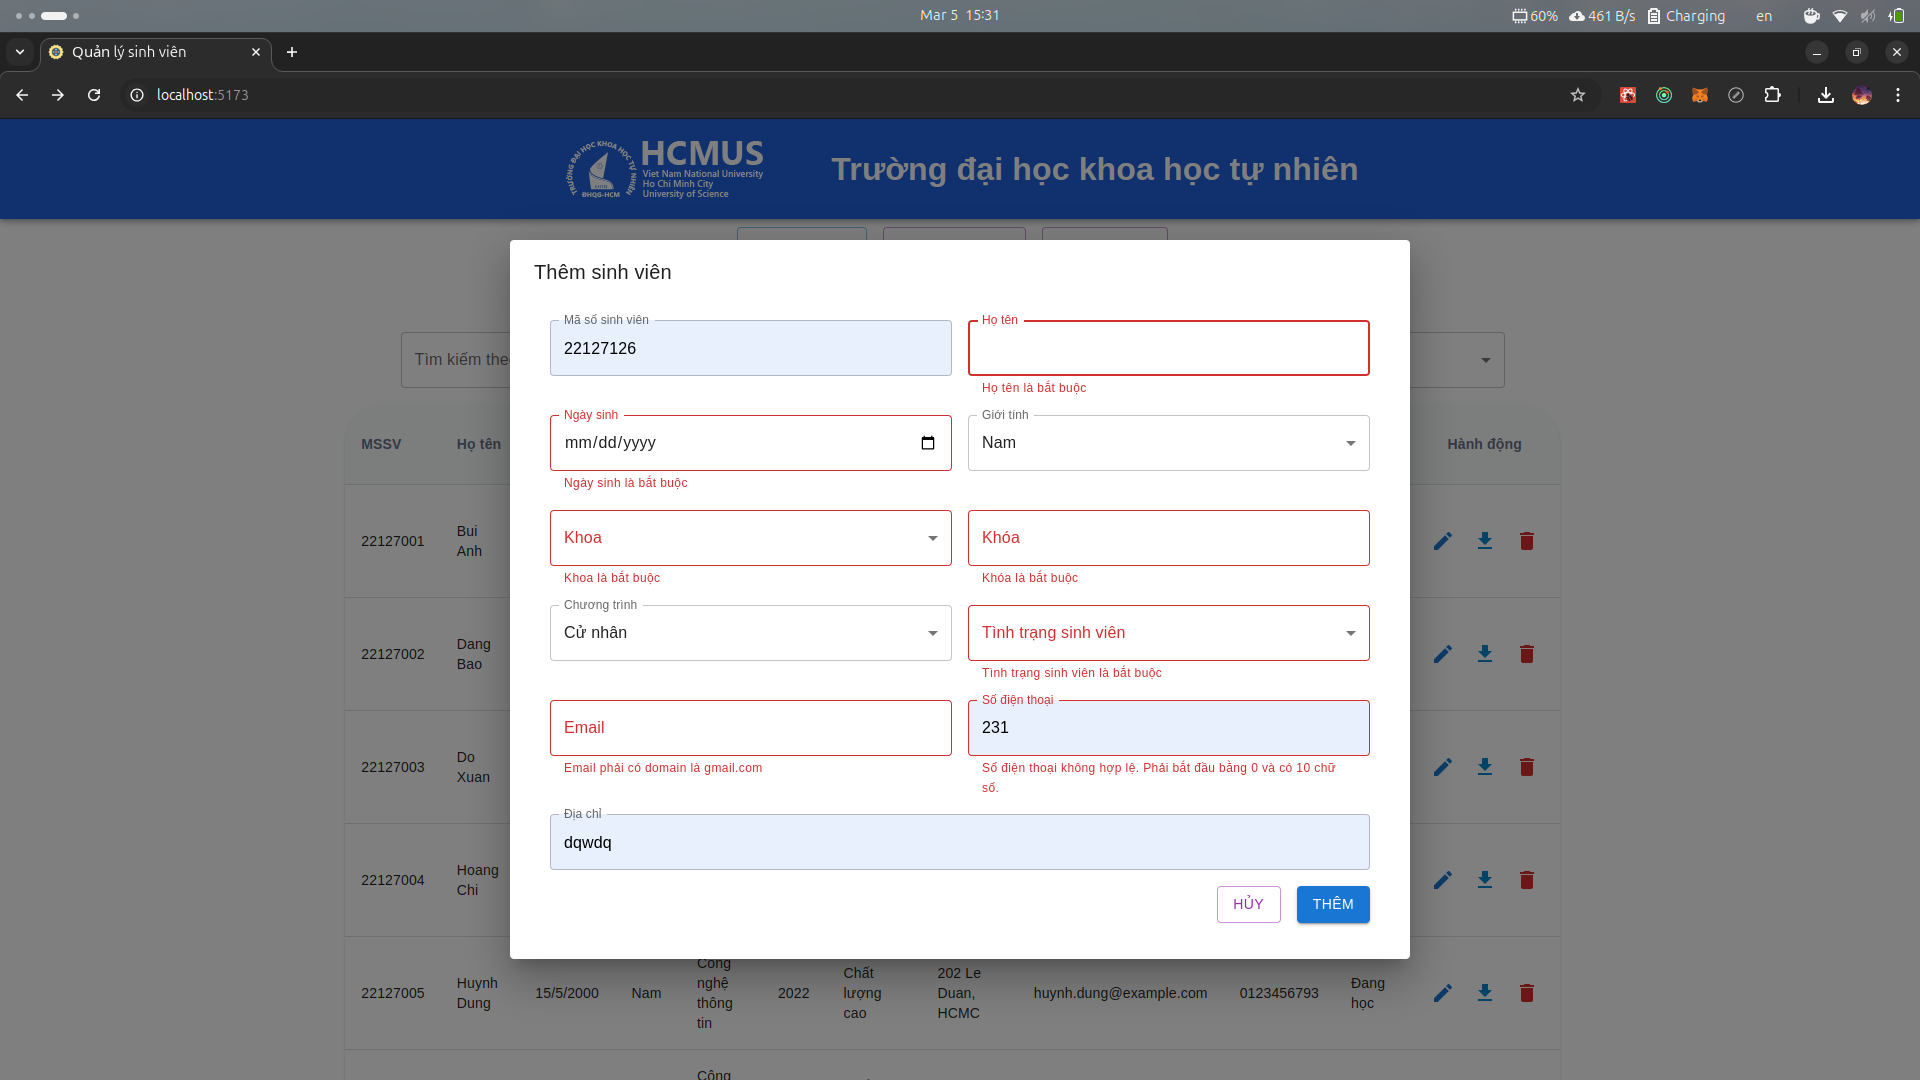 Mar 5 15:31
60%
461 B/s
Charging
en
Quản lý sinh viên
localhost:5173
TRƯỜNG ĐẠI HỌC KHOA HỌC TỰ NHIÊN
ĐHQG-HCM
HCMUS
Viet Nam National University
Ho Chi Minh City
University of Science
Trường đại học khoa học tự nhiên
Thêm sinh viên
Mã số sinh viên
22127126
Họ tên
Họ tên là bắt buộc
Ngày sinh
mm/dd/yyyy
Ngày sinh là bắt buộc
Giới tính
Nam
Khoa
Khoa là bắt buộc
Khóa
Khóa là bắt buộc
Chương trình
Cử nhân
Tình trạng sinh viên
Tình trạng sinh viên là bắt buộc
Email
Email phải có domain là gmail.com
Số điện thoại
231
Số điện thoại không hợp lệ. Phải bắt đầu bằng 0 và có 10 chữ
số.
Địa chỉ
dqwdq
HỦY
THÊM
Tìm kiếm the
MSSV
Họ tên
Hành động
22127001
Bui
Anh
22127002
Dang
Bao
22127003
Do
Xuan
22127004
Hoang
Chi
22127005
Huynh
Dung
15/5/2000
Nam
Công
nghệ
thông
tin
2022
Chất
lượng
cao
202 Le
Duan,
HCMC
huynh.dung@example.com
0123456793
Đang
học
Công